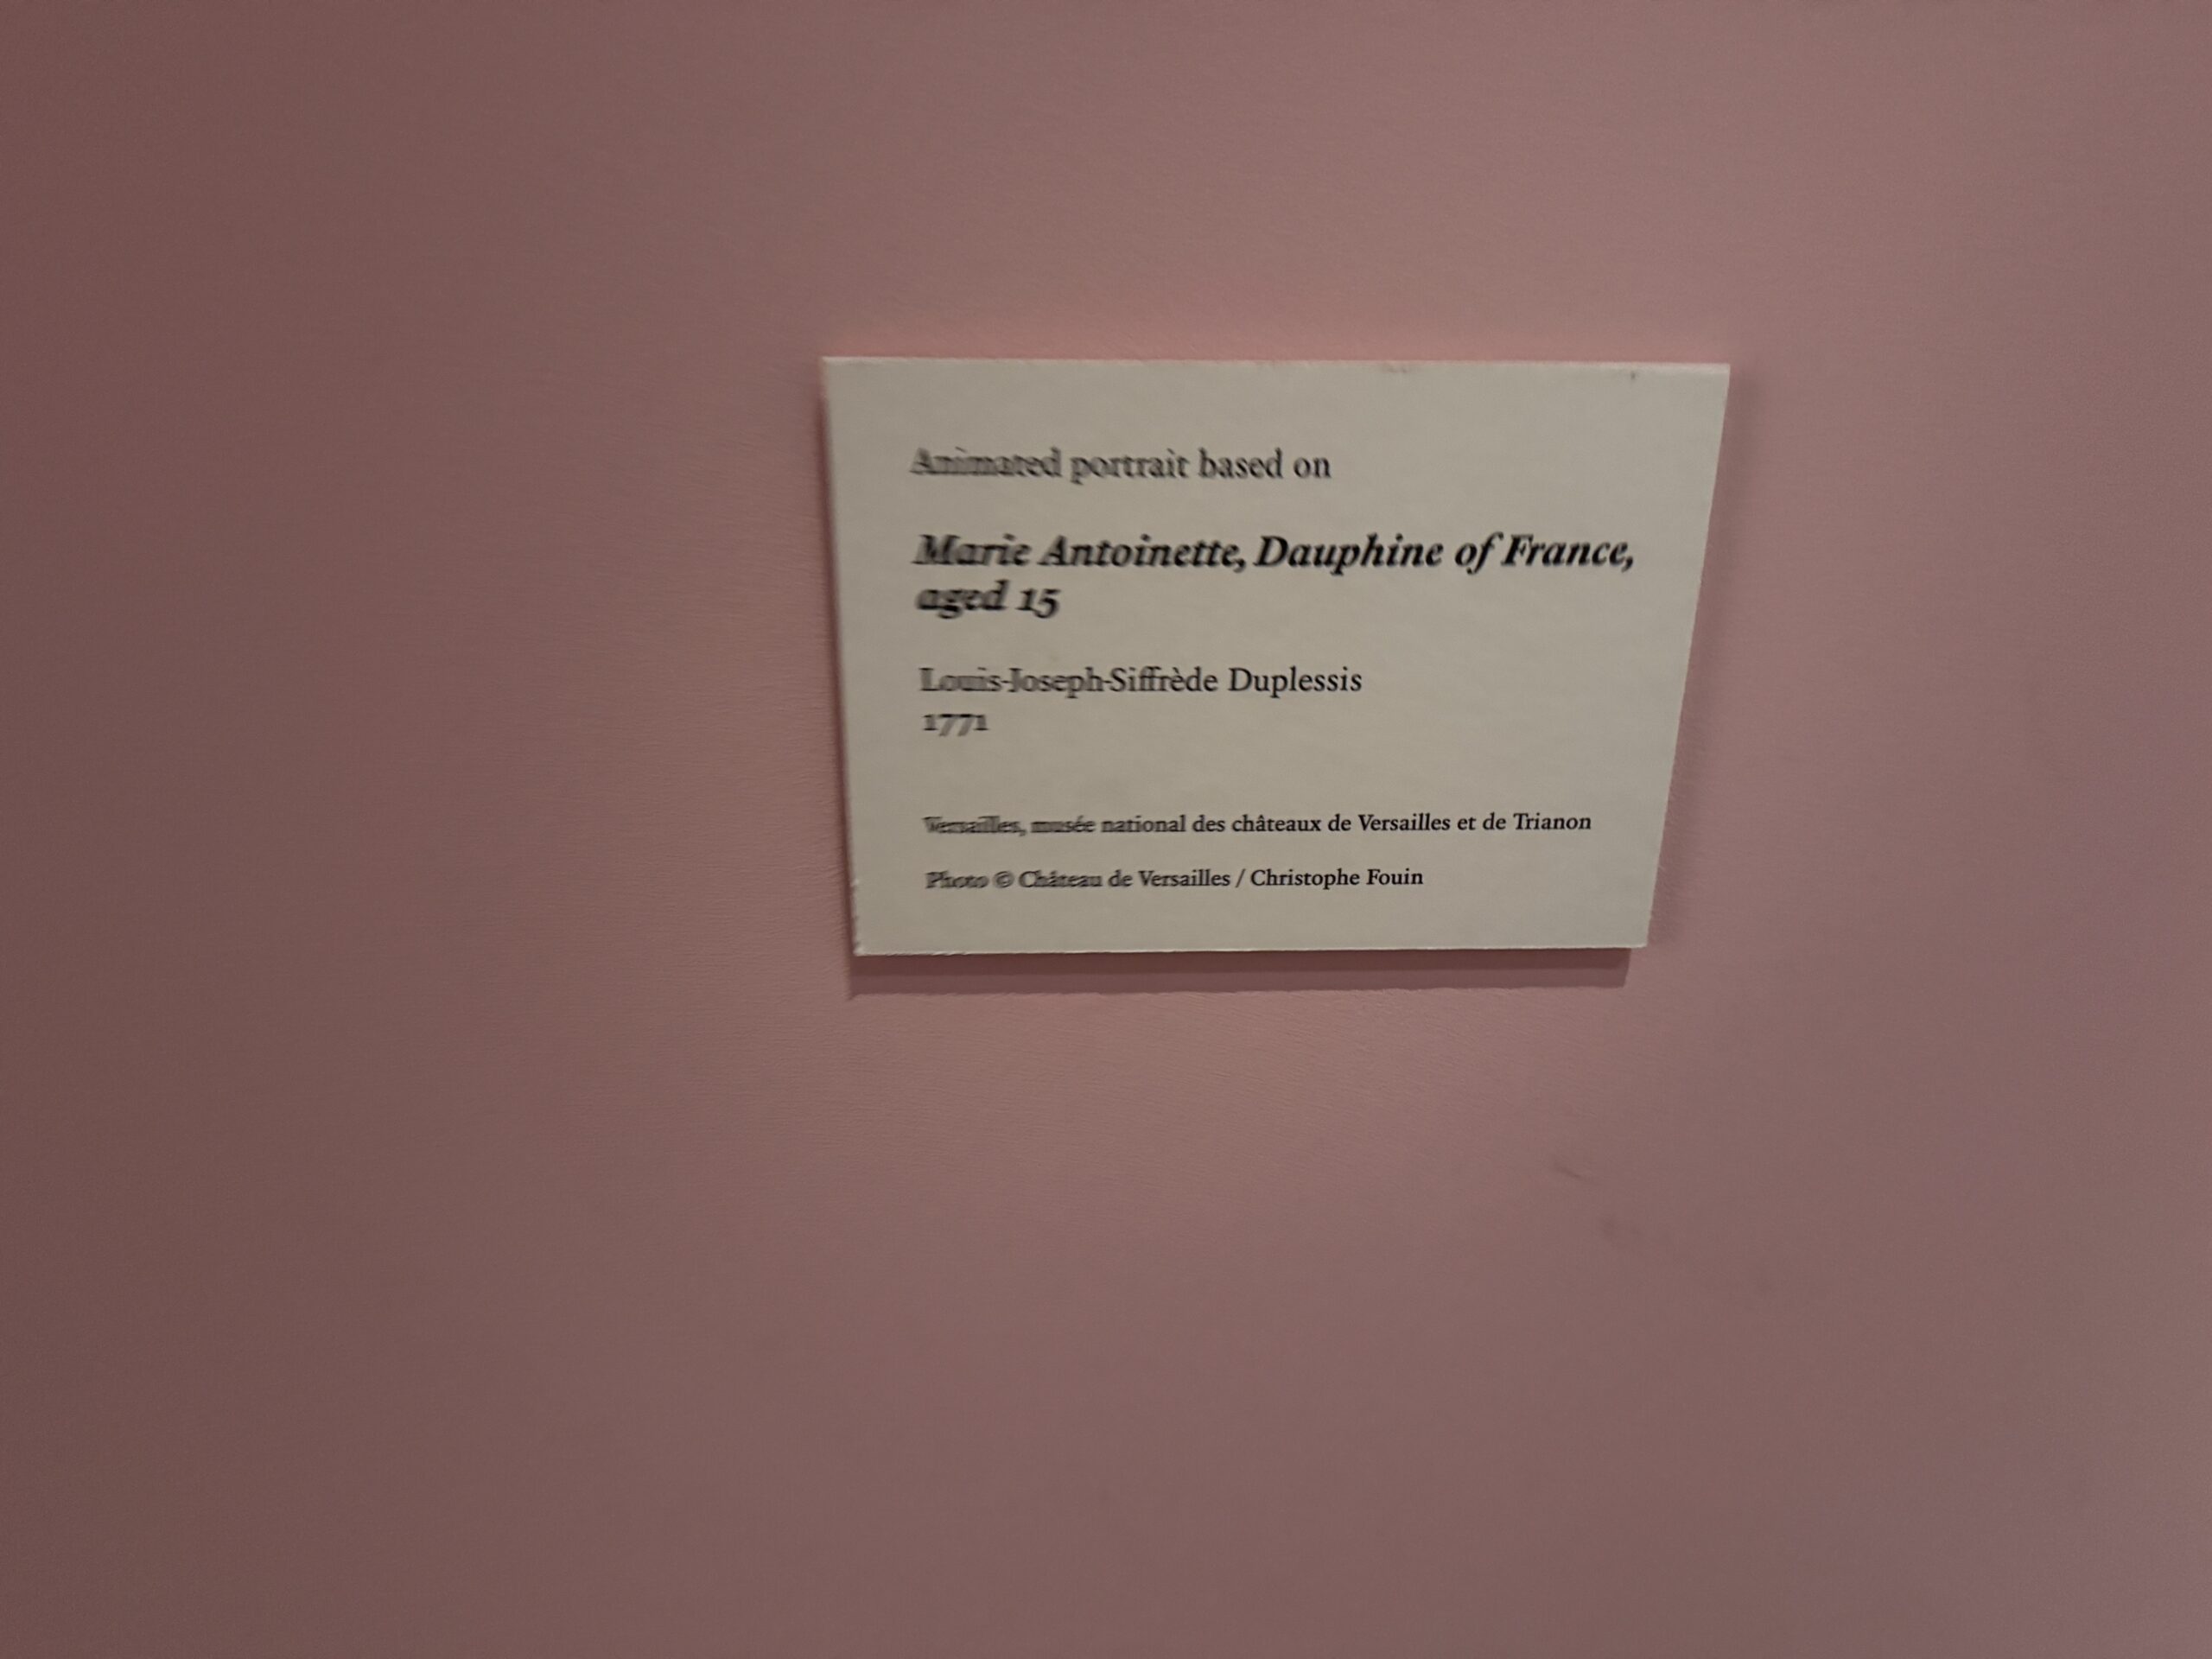 Animated portrait based on
Marie Antoinette, Dauphine of France,
aged 15
Louis-Joseph-Siffrède Duplessis
1771
Versailles, musée national des châteaux de Versailles et de Trianon
Photo © Château de Versailles / Christophe Fouin